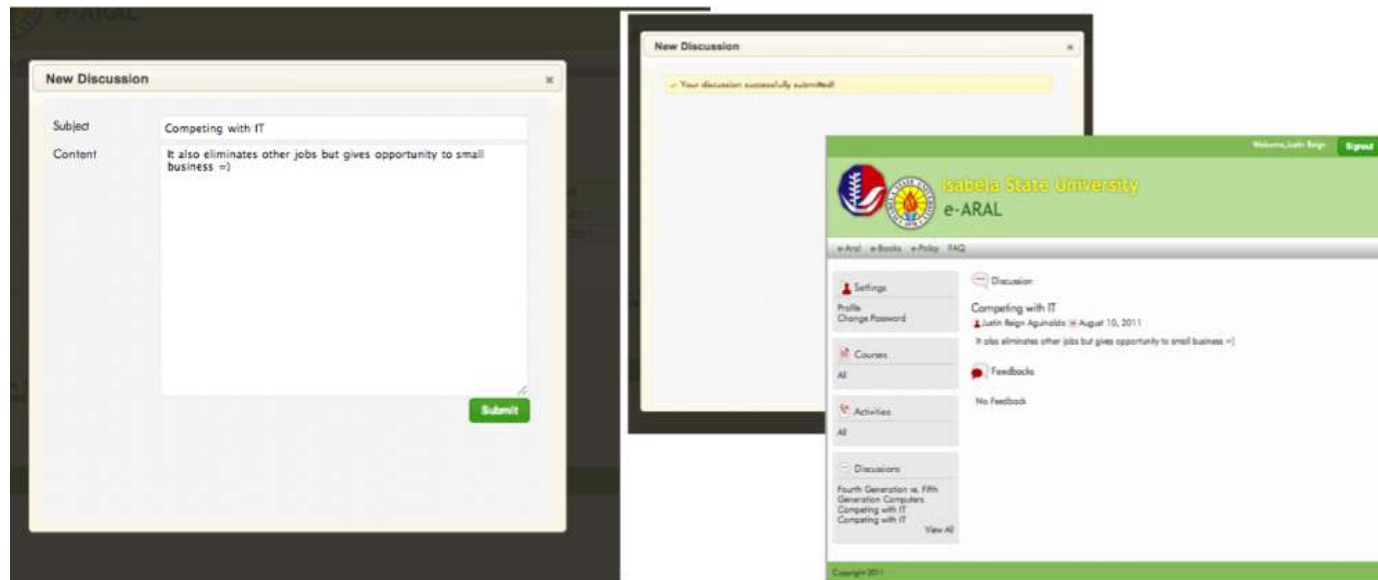 e-ARAL
New Discussion
Subject
Competing with IT
Content
It also eliminates other jobs but gives opportunity to small
business =)
Submit
New Discussion
Your discussion successfully submitted!
Welcome, Justin Reign
Signout
Isabela State University
e-ARAL
e-Aral e-Books e-Policy FAQ
Settings
Profile
Change Password
Courses
All
Activities
All
Discussions
Fourth Generation vs. Fifth
Generation Computers
Competing with IT
Competing with IT
View All
Discussion
Competing with IT
Justin Reign Aguinaldo August 10, 2011
It also eliminates other jobs but gives opportunity to small business =)
Feedbacks
No Feedback
Copyright 2011